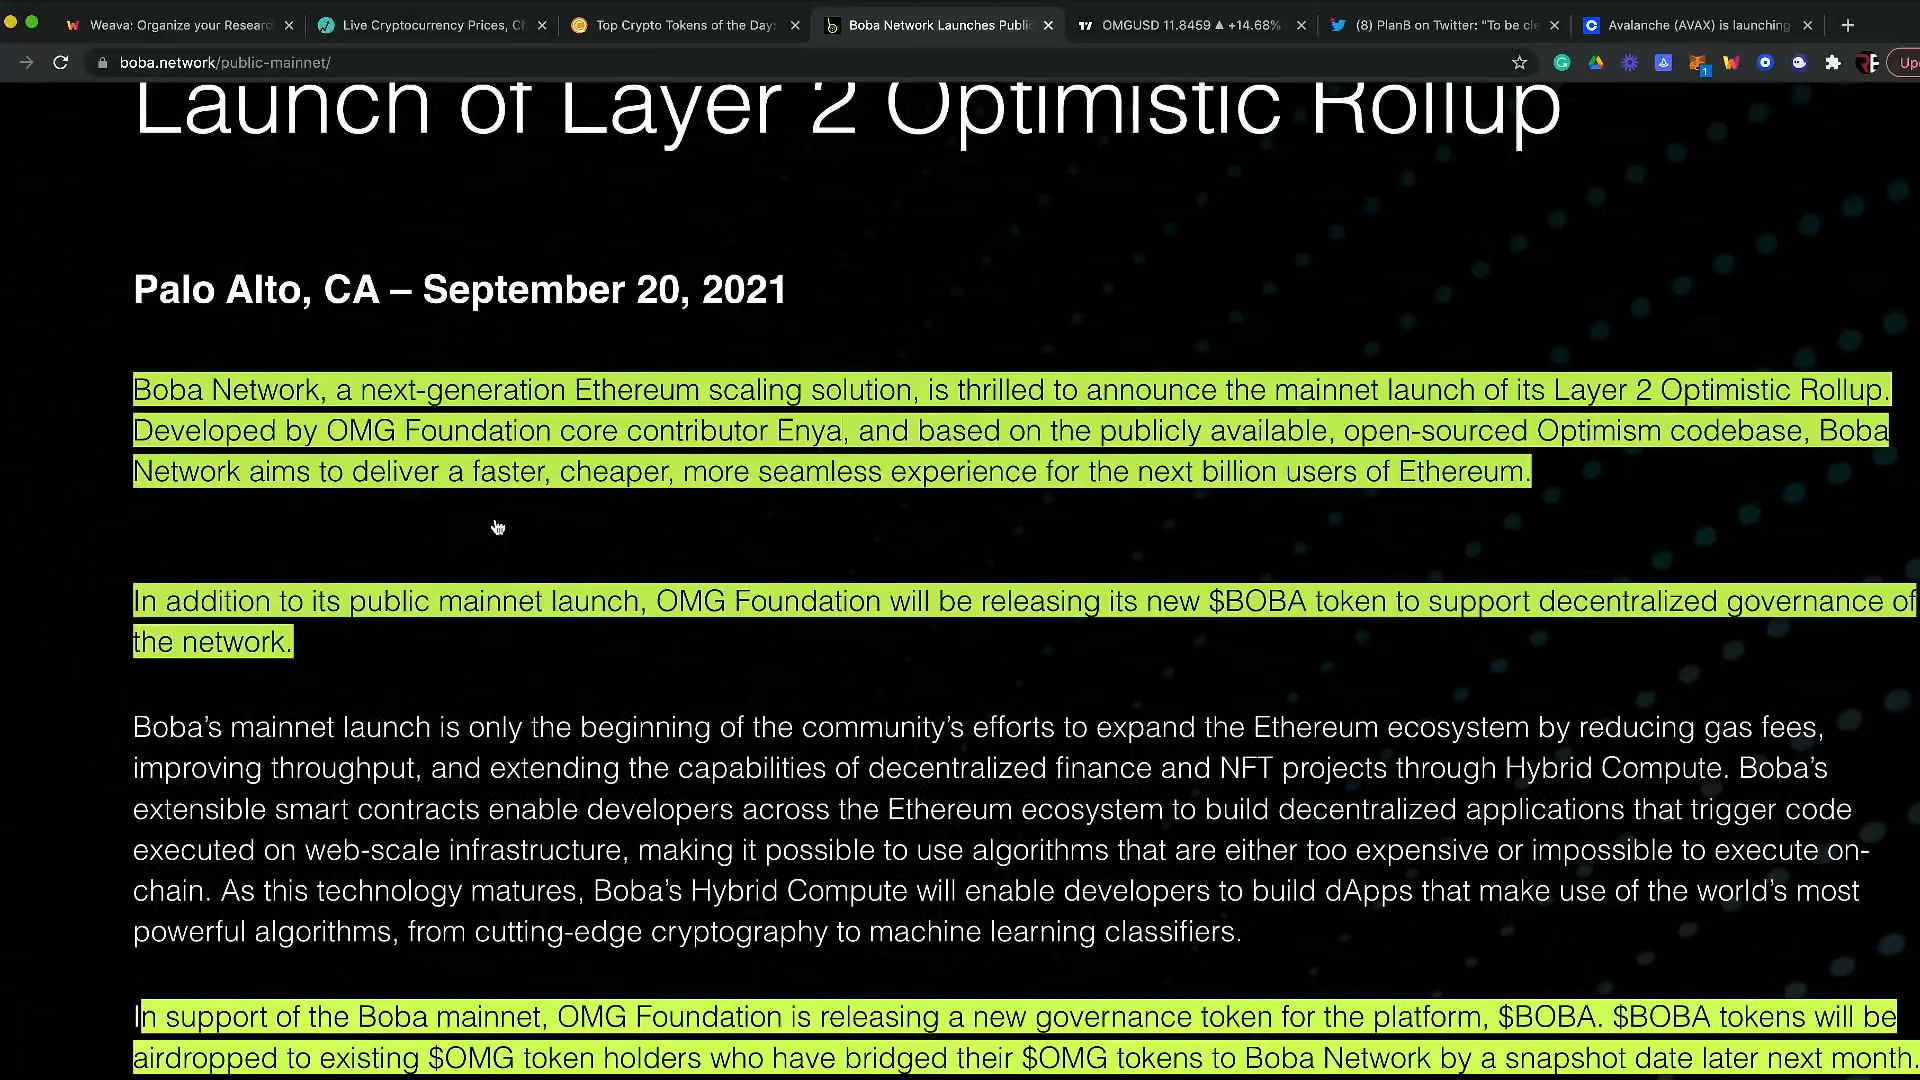 Weava: Organize your Researc
Live Cryptocurrency Prices, C
Top Crypto Tokens of the Day:
Boba Network Launches Publi
OMGUSD 11.8459 ▲ +14.68%
(8) PlanB on Twitter: "To be cle
Avalanche (AVAX) is launching
boba.network/public-mainnet/
Up
Launch of Layer 2 Optimistic Rollup
Palo Alto, CA – September 20, 2021
Boba Network, a next-generation Ethereum scaling solution, is thrilled to announce the mainnet launch of its Layer 2 Optimistic Rollup.
Developed by OMG Foundation core contributor Enya, and based on the publicly available, open-sourced Optimism codebase, Boba
Network aims to deliver a faster, cheaper, more seamless experience for the next billion users of Ethereum.
In addition to its public mainnet launch, OMG Foundation will be releasing its new $BOBA token to support decentralized governance of
the network.
Boba’s mainnet launch is only the beginning of the community’s efforts to expand the Ethereum ecosystem by reducing gas fees,
improving throughput, and extending the capabilities of decentralized finance and NFT projects through Hybrid Compute. Boba’s
extensible smart contracts enable developers across the Ethereum ecosystem to build decentralized applications that trigger code
executed on web-scale infrastructure, making it possible to use algorithms that are either too expensive or impossible to execute on-
chain. As this technology matures, Boba’s Hybrid Compute will enable developers to build dApps that make use of the world’s most
powerful algorithms, from cutting-edge cryptography to machine learning classifiers.
In support of the Boba mainnet, OMG Foundation is releasing a new governance token for the platform, $BOBA. $BOBA tokens will be
airdropped to existing $OMG token holders who have bridged their $OMG tokens to Boba Network by a snapshot date later next month.